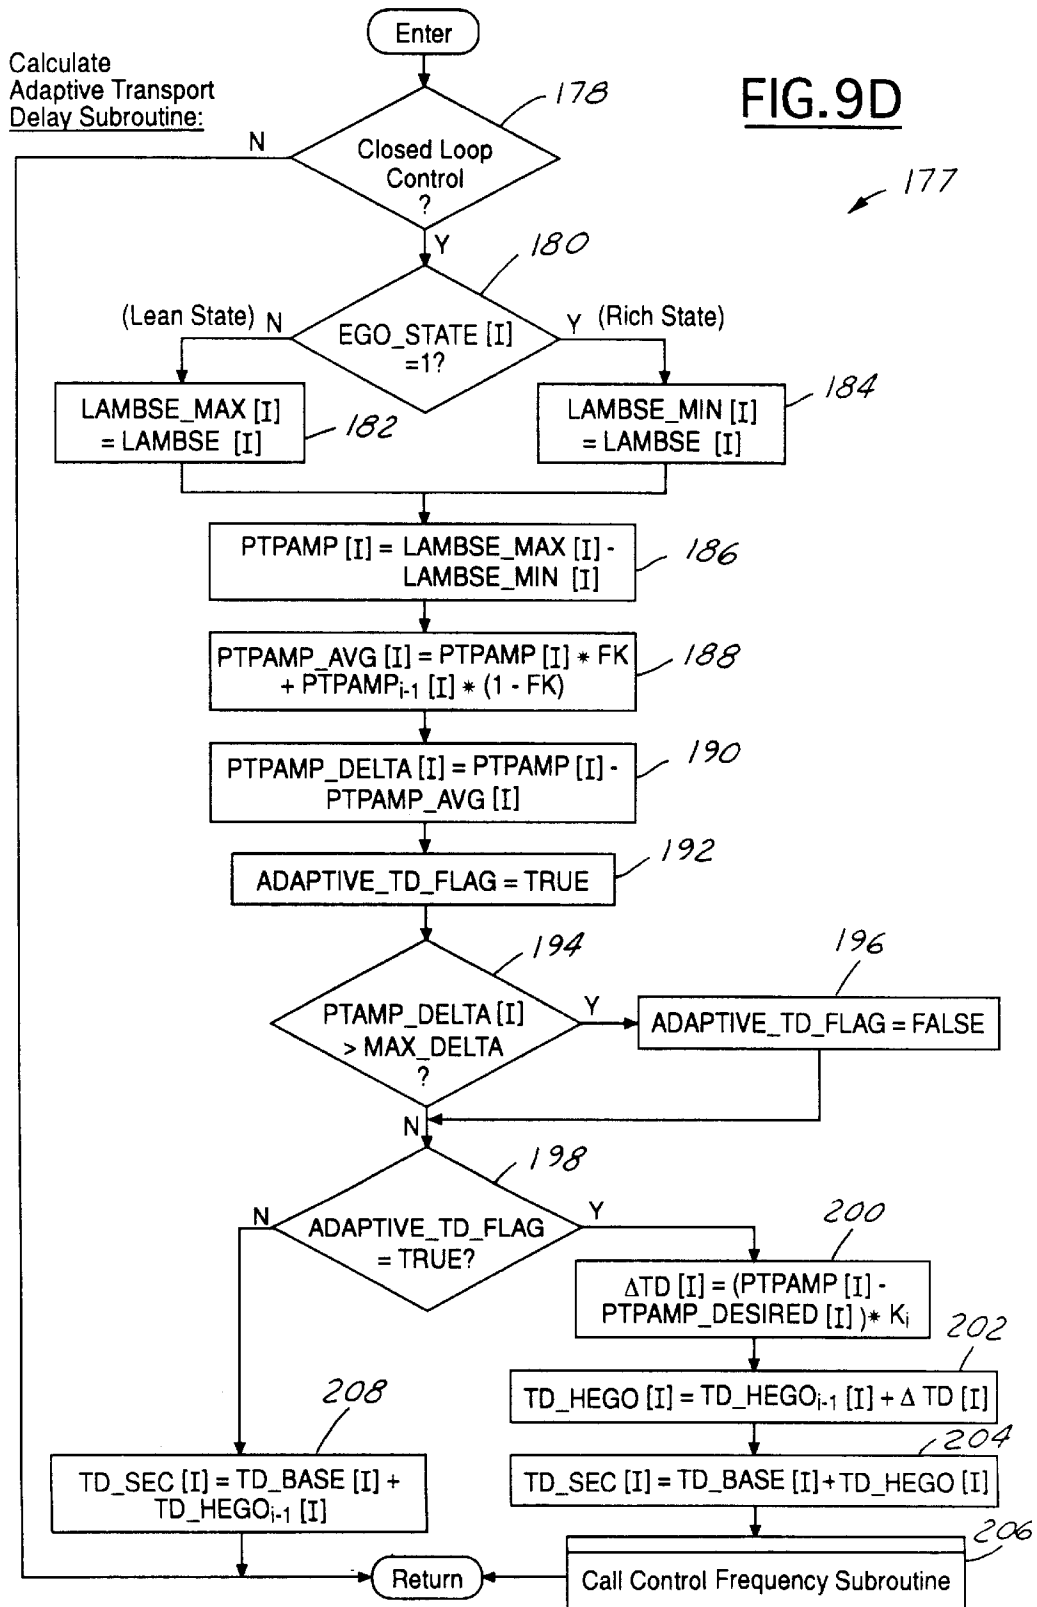 Enter
Calculate
Adaptive Transport
Delay Subroutine:
FIG.9D
178
177
N
Closed Loop
Control
?
Y
180
(Lean State) N
EGO_STATE [I]
=1?
Y (Rich State)
LAMBSE_MAX [I]
= LAMBSE [I]
182
LAMBSE_MIN [I]
= LAMBSE [I]
184
PTPAMP [I] = LAMBSE_MAX [I] -
LAMBSE_MIN [I]
186
PTPAMP_AVG [I] = PTPAMP [I] * FK
+ PTPAMPi-1 [I] * (1 - FK)
188
PTPAMP_DELTA [I] = PTPAMP [I] -
PTPAMP_AVG [I]
190
ADAPTIVE_TD_FLAG = TRUE
192
194
PTAMP_DELTA [I]
> MAX_DELTA
?
Y
196
ADAPTIVE_TD_FLAG = FALSE
N
198
N
ADAPTIVE_TD_FLAG
= TRUE?
Y
200
ΔTD [I] = (PTPAMP [I] -
PTPAMP_DESIRED [I] ) * Ki
202
TD_HEGO [I] = TD_HEGOi-1 [I] + Δ TD [I]
204
TD_SEC [I] = TD_BASE [I] + TD_HEGO [I]
208
TD_SEC [I] = TD_BASE [I] +
TD_HEGOi-1 [I]
206
Call Control Frequency Subroutine
Return